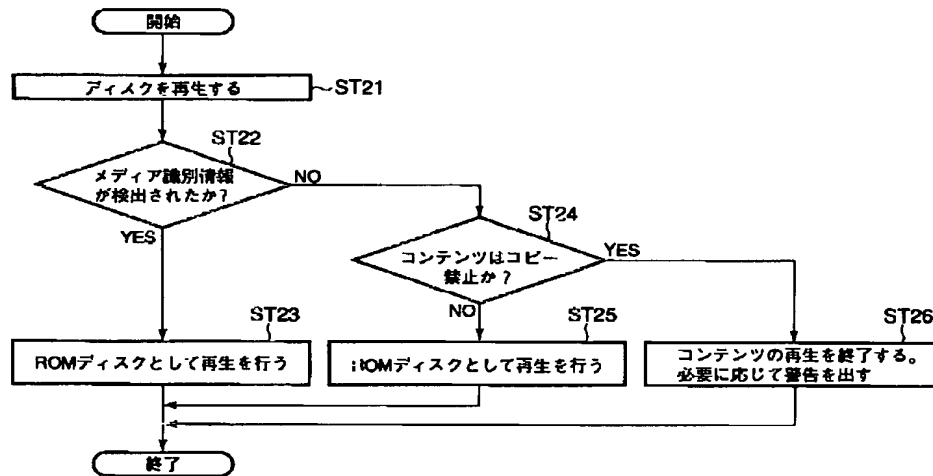 開始
ディスクを再生する
ST21
ST22
メディア識別情報
が検出されたか?
NO
YES
ST24
コンテンツはコピー
禁止か?
YES
NO
ST23
ROMディスクとして再生を行う
ST25
ROMディスクとして再生を行う
ST26
コンテンツの再生を終了する。
必要に応じて警告を出す
終了